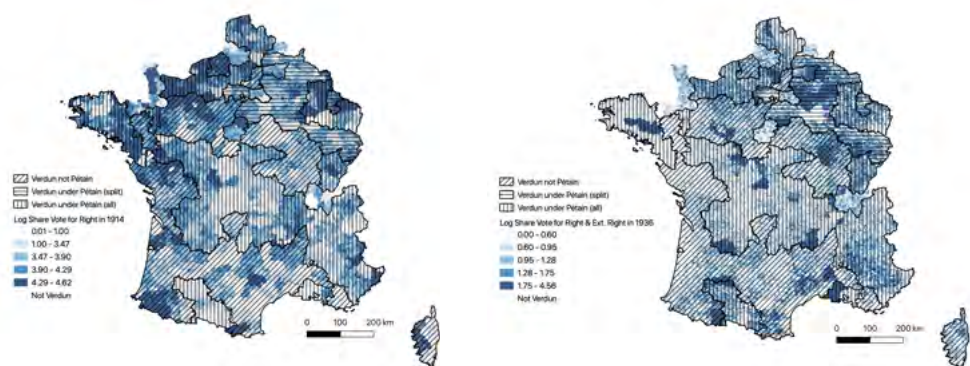 Verdun not Pétain
Verdun under Pétain (split)
Verdun under Pétain (all)
Log Share Vote for Right in 1914
0.01 - 1.00
1.00 - 3.47
3.47 - 3.90
3.90 - 4.29
4.29 - 4.62
Not Verdun
0 100 200 km
Verdun not Pétain
Verdun under Pétain (split)
Verdun under Pétain (all)
Log Share Vote for Right & Ext. Right in 1936
0.00 - 0.60
0.60 - 0.95
0.95 - 1.28
1.28 - 1.75
1.75 - 4.56
Not Verdun
0 100 200 km